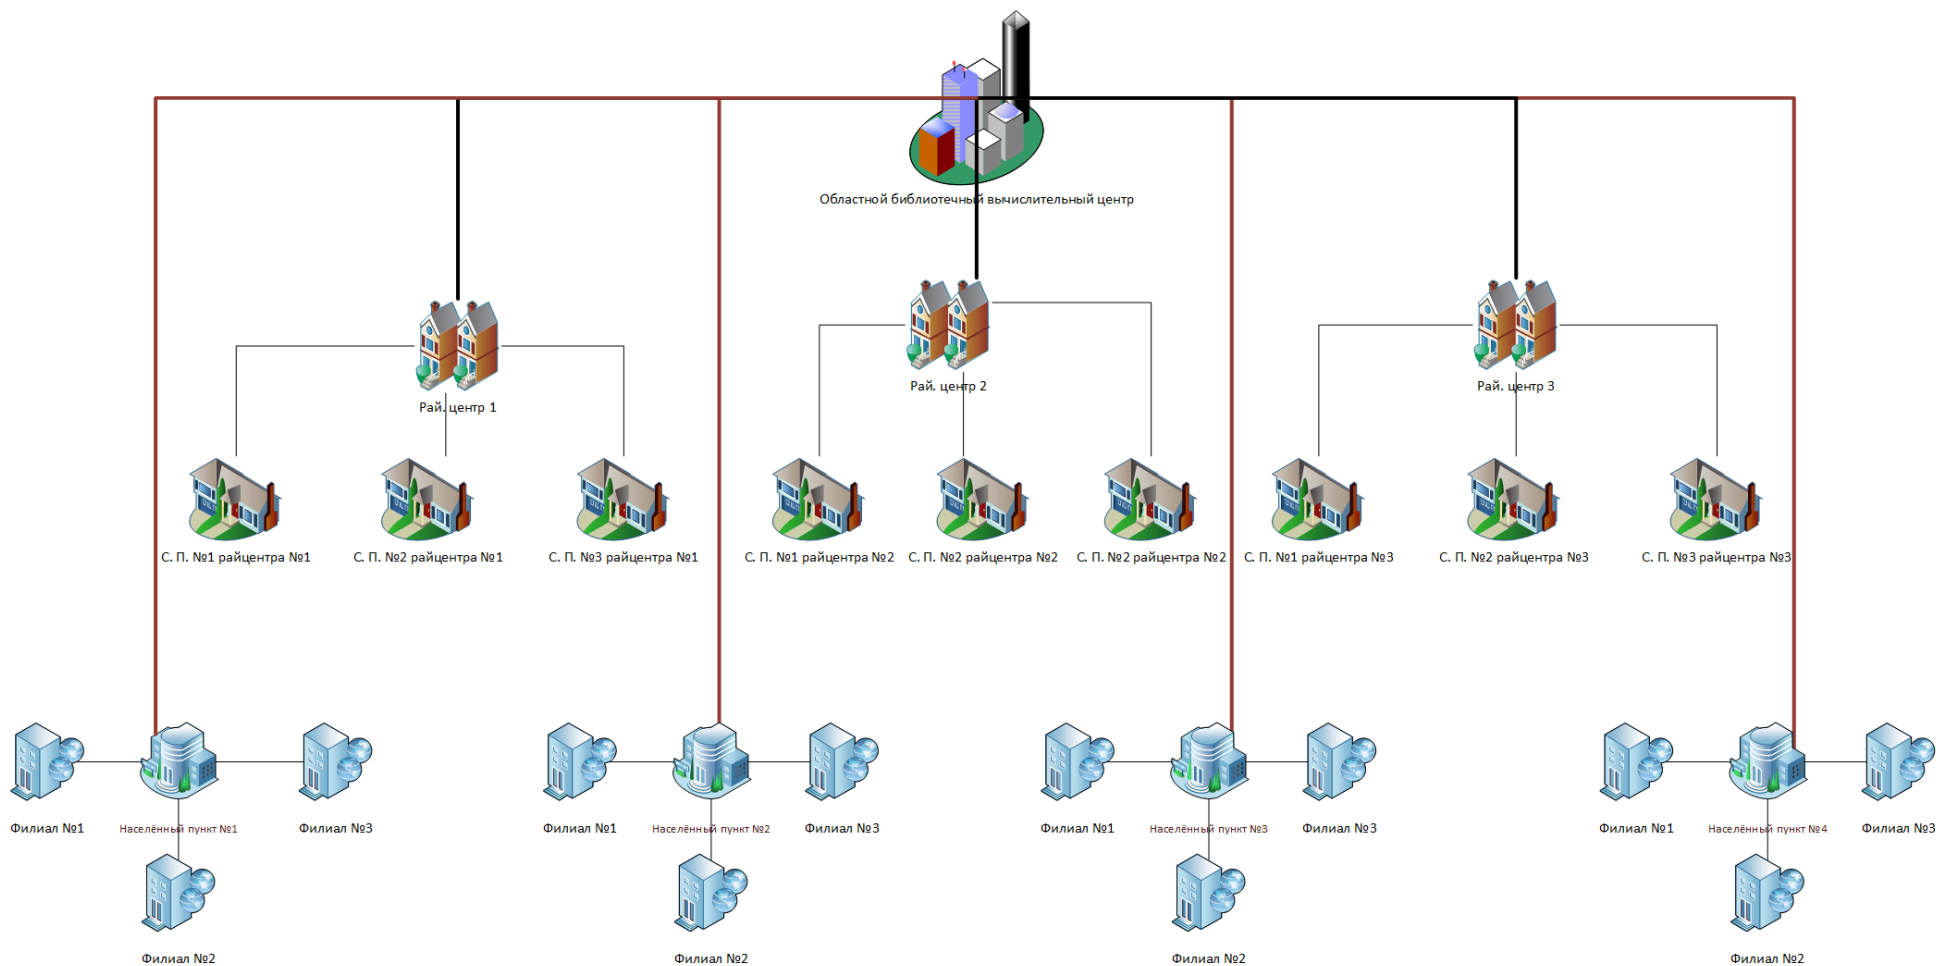 Областной библиотечный вычислительный центр
Рай. центр 1
Рай. центр 2
Рай. центр 3
С. П. №1 райцентра №1
С. П. №2 райцентра №1
С. П. №3 райцентра №1
С. П. №1 райцентра №2
С. П. №2 райцентра №2
С. П. №2 райцентра №2
С. П. №1 райцентра №3
С. П. №2 райцентра №3
С. П. №3 райцентра №3
Филиал №1
Населённый пункт №1
Филиал №3
Филиал №1
Населённый пункт №2
Филиал №3
Филиал №1
Населённый пункт №3
Филиал №3
Филиал №1
Населённый пункт №4
Филиал №3
Филиал №2
Филиал №2
Филиал №2
Филиал №2